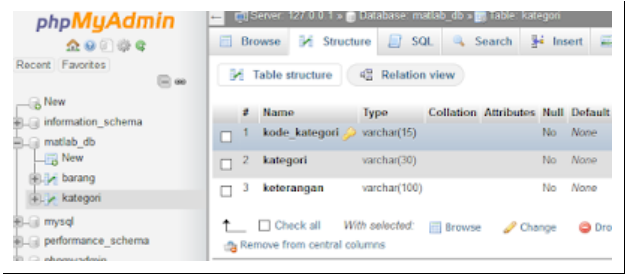 phpMyAdmin
Recent Favorites
New
information_schema
matlab_db
New
barang
kategori
mysql
performance_schema
phpmyadmin
Server: 127.0.0.1 » Database: matlab_db » Table: kategori
Browse Structure SQL Search Insert
Table structure Relation view
# Name Type Collation Attributes Null Default
1 kode_kategori varchar(15) No None
2 kategori varchar(30) No None
3 keterangan varchar(100) No None
Check all With selected: Browse Change Dro
Remove from central columns